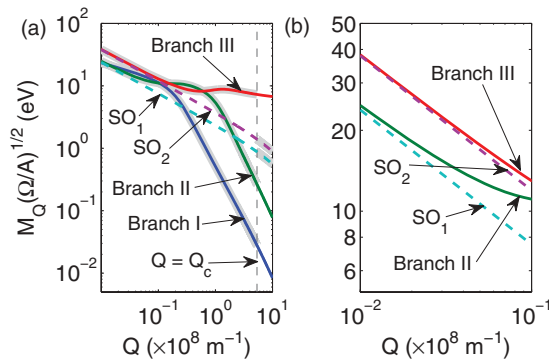 (a)
(b)
M_Q(Ω/A)^{1/2} (eV)
10^2
10^1
10^0
10^{-1}
10^{-2}
Branch III
SO_1
SO_2
Branch II
Branch I
Q = Q_c
10^{-1}
10^0
10^1
Q (×10^8 m^{-1})
50
40
30
20
10
8
6
5
Branch III
SO_2
SO_1
Branch II
10^{-2}
10^{-1}
Q (×10^8 m^{-1})